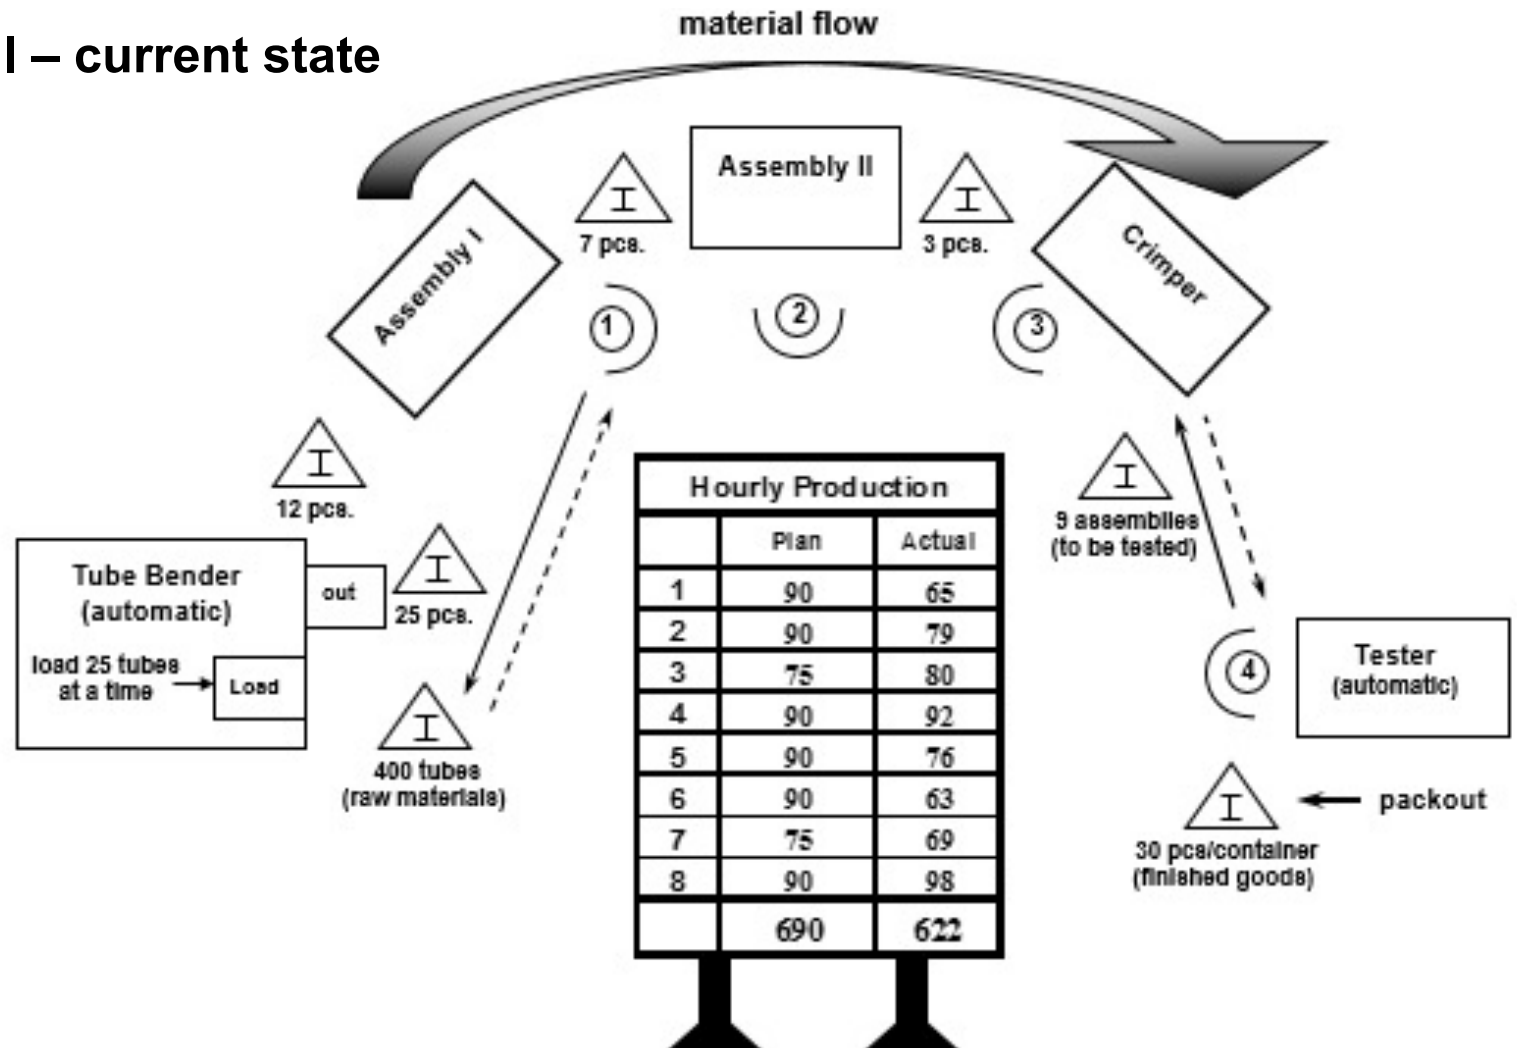 material flow
I – current state
Assembly I
I
7 pcs.
Assembly II
I
3 pcs.
Crimper
1
2
3
I
12 pcs.
Tube Bender
(automatic)
out
load 25 tubes
at a time
Load
I
25 pcs.
I
400 tubes
(raw materials)
Hourly Production
Plan Actual
1 90 65
2 90 79
3 75 80
4 90 92
5 90 76
6 90 63
7 75 69
8 90 98
690 622
I
9 assemblies
(to be tested)
4
Tester
(automatic)
I
packout
30 pcs/container
(finished goods)